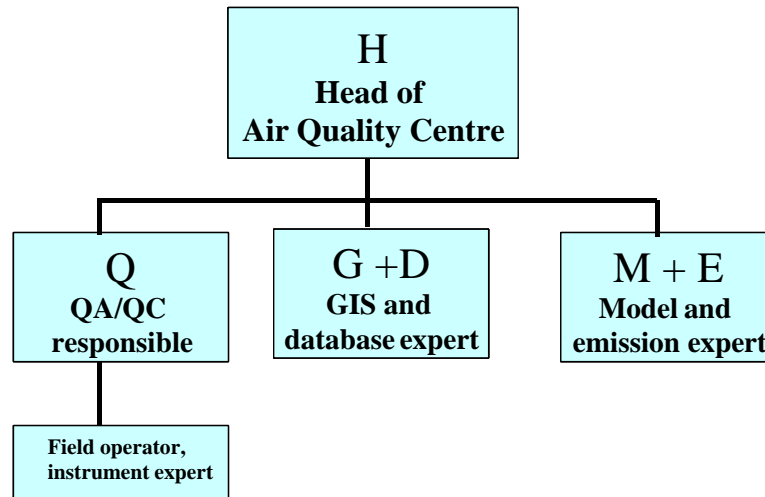 H
Head of
Air Quality Centre
Q
QA/QC
responsible
G +D
GIS and
database expert
M + E
Model and
emission expert
Field operator,
instrument expert